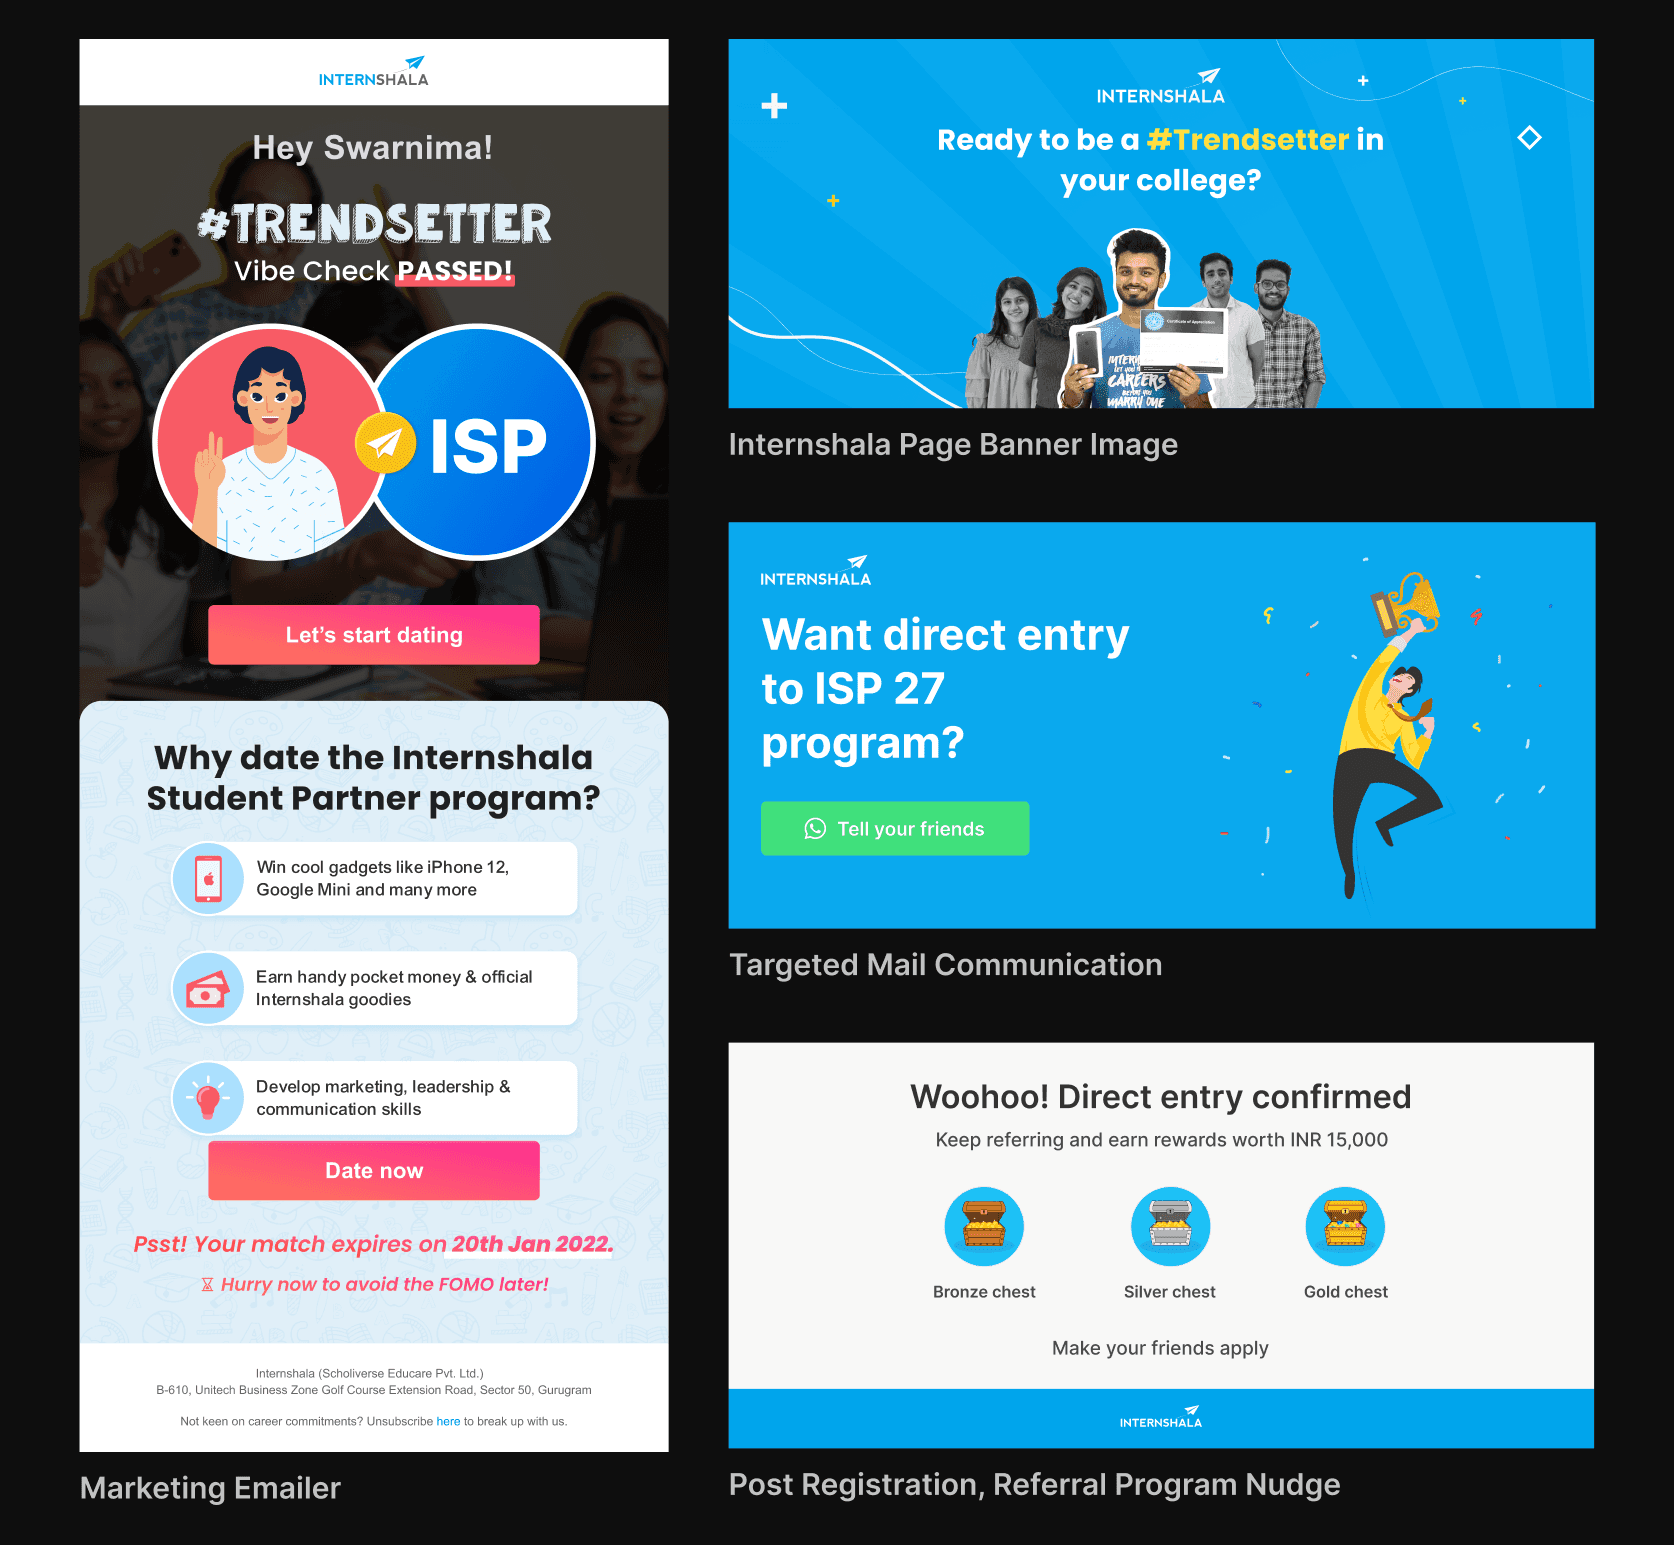 INTERNSHALA
Hey Swarnima!
#TRENDSETTER
Vibe Check PASSED!
ISP
Let's start dating
Why date the Internshala
Student Partner program?
Win cool gadgets like iPhone 12,
Google Mini and many more
Earn handy pocket money & official
Internshala goodies
Develop marketing, leadership &
communication skills
Date now
Psst! Your match expires on 20th Jan 2022.
Hurry now to avoid the FOMO later!
Internshala (Scholiverse Educare Pvt. Ltd.)
B-610, Unitech Business Zone Golf Course Extension Road, Sector 50, Gurugram
Not keen on career commitments? Unsubscribe here to break up with us.
Marketing Emailer
INTERNSHALA
Ready to be a #Trendsetter in
your college?
Certificate of Appreciation
CAREERS
MARRY ONE
Internshala Page Banner Image
INTERNSHALA
Want direct entry
to ISP 27
program?
Tell your friends
Targeted Mail Communication
Woohoo! Direct entry confirmed
Keep referring and earn rewards worth INR 15,000
Bronze chest
Silver chest
Gold chest
Make your friends apply
INTERNSHALA
Post Registration, Referral Program Nudge